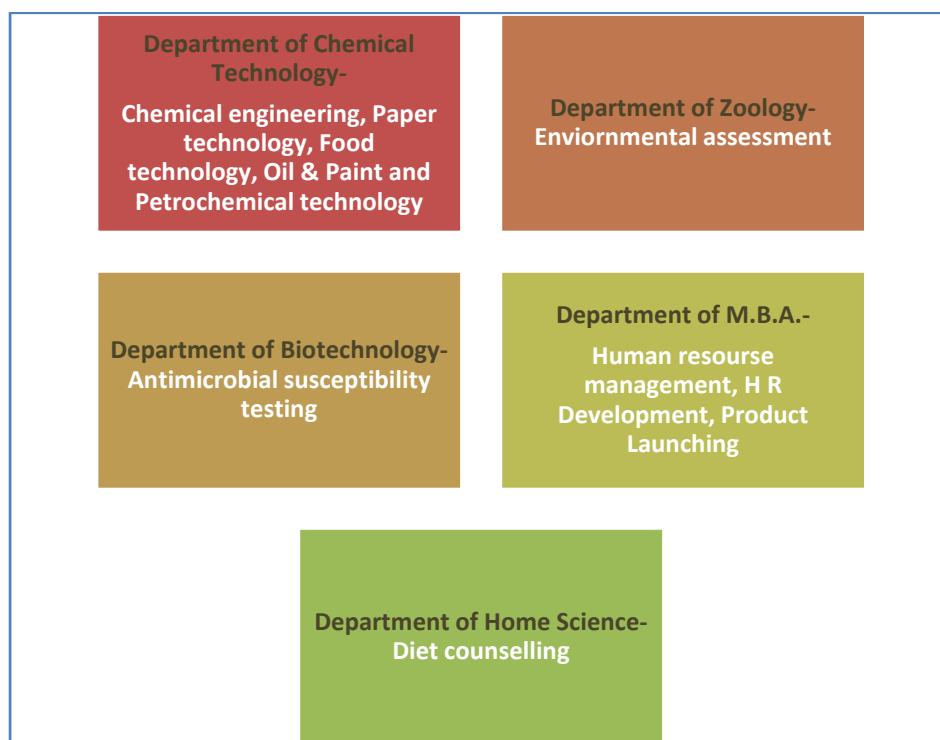 Department of Chemical
Technology-
Chemical engineering, Paper
technology, Food
technology, Oil & Paint and
Petrochemical technology
Department of Zoology-
Enviornmental assessment
Department of Biotechnology-
Antimicrobial susceptibility
testing
Department of M.B.A.-
Human resourse
management, H R
Development, Product
Launching
Department of Home Science-
Diet counselling